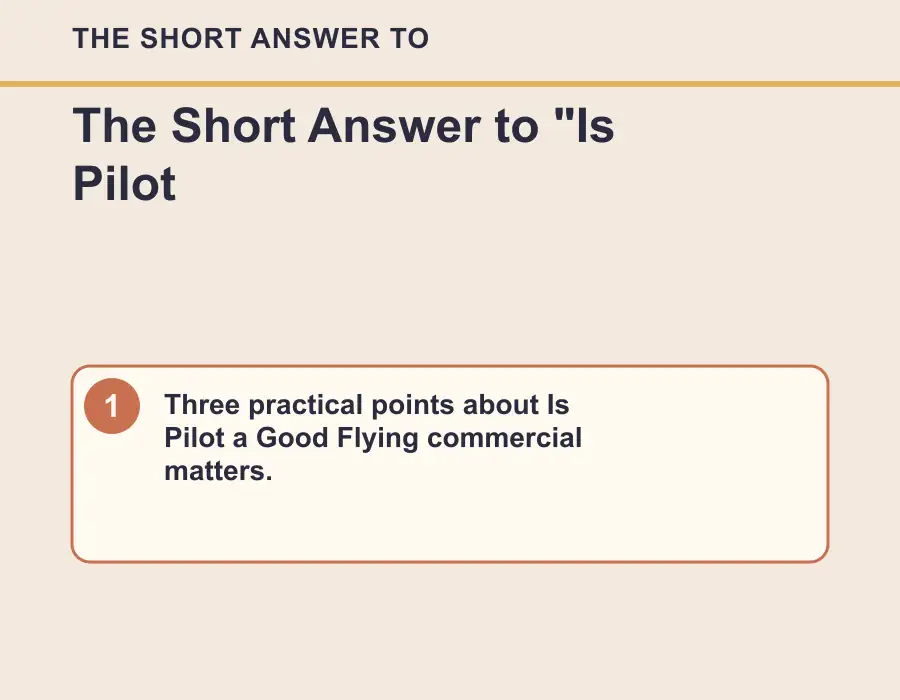 THE SHORT ANSWER TO
The Short Answer to "Is
Pilot
1
Three practical points about Is
Pilot a Good Flying commercial
matters.